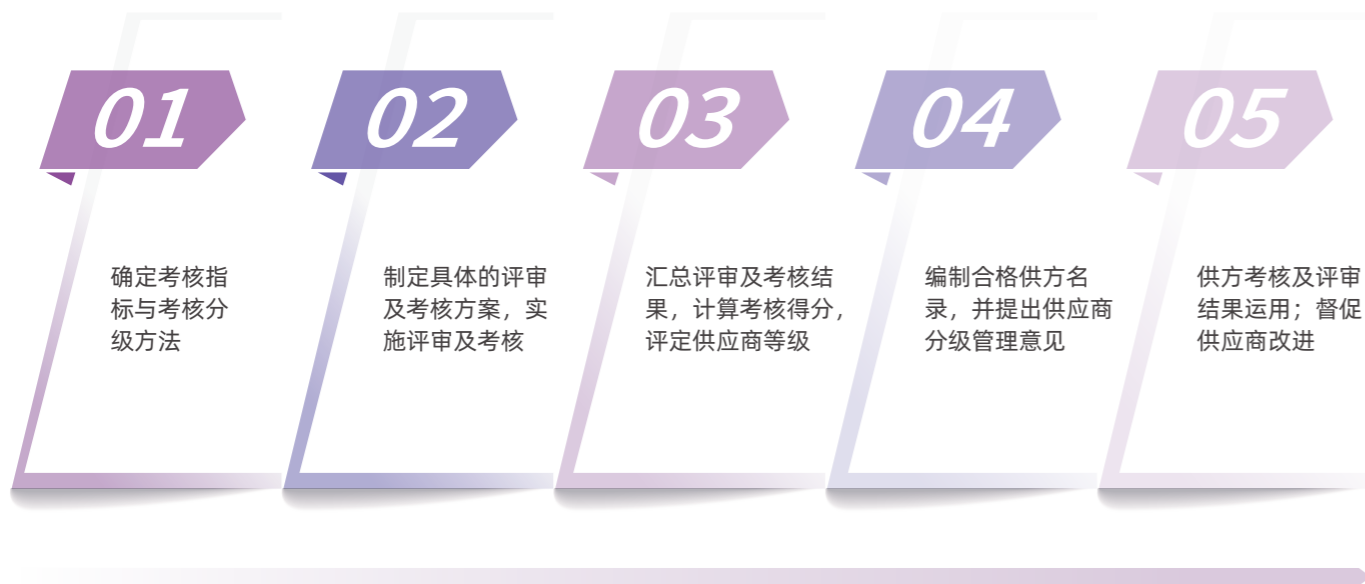 01
确定考核指
标与考核分
级方法
02
制定具体的评审
及考核方案，实
施评审及考核
03
汇总评审及考核结
果，计算考核得分，
评定供应商等级
04
编制合格供方名
录，并提出供应商
分级管理意见
05
供方考核及评审
结果运用；督促
供应商改进